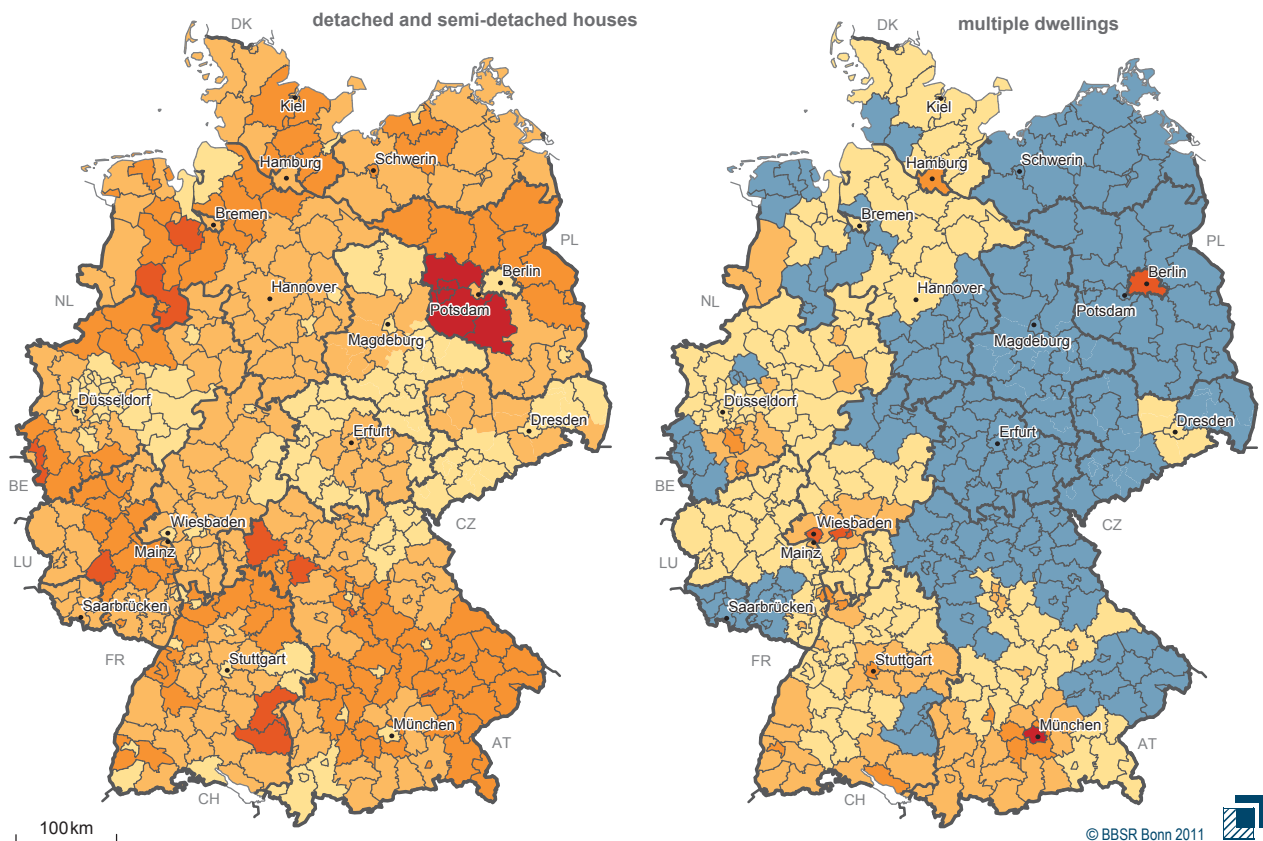 detached and semi-detached houses
DK
Kiel
Hamburg
Schwerin
Bremen
PL
Berlin
NL
Hannover
Potsdam
Magdeburg
Düsseldorf
Dresden
Erfurt
BE
Wiesbaden
CZ
Mainz
LU
Saarbrücken
FR
Stuttgart
München
AT
CH
100 km
multiple dwellings
DK
Kiel
Hamburg
Schwerin
Bremen
PL
Berlin
NL
Hannover
Potsdam
Magdeburg
Düsseldorf
Dresden
Erfurt
BE
Wiesbaden
CZ
Mainz
LU
Saarbrücken
FR
Stuttgart
München
AT
CH
© BBSR Bonn 2011